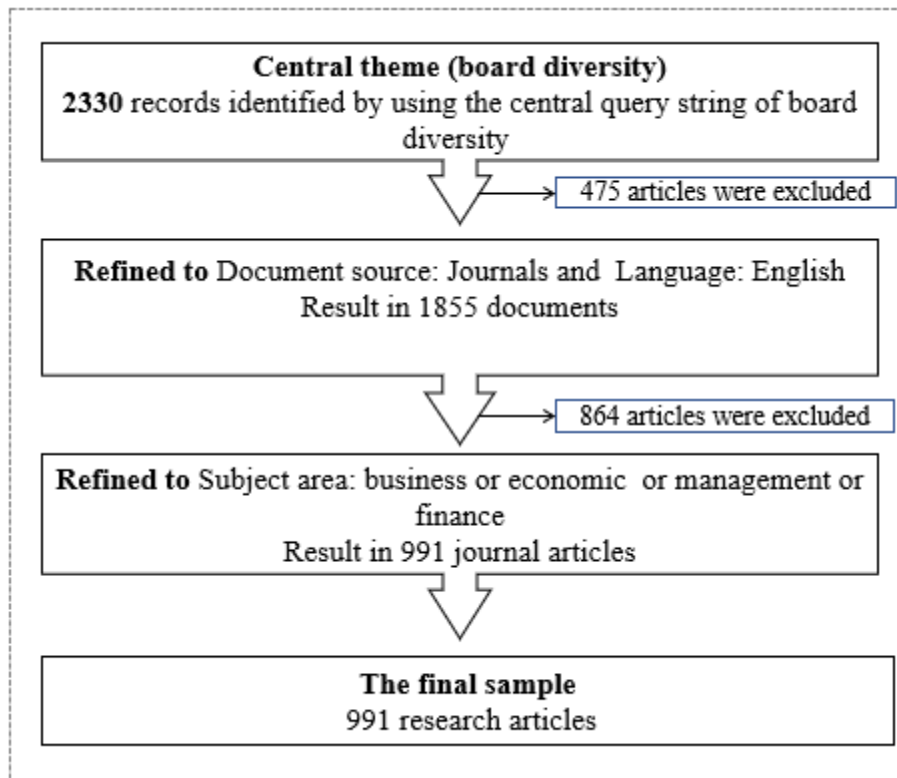 Central theme (board diversity)
2330 records identified by using the central query string of board
diversity
475 articles were excluded
Refined to Document source: Journals and Language: English
Result in 1855 documents
864 articles were excluded
Refined to Subject area: business or economic or management or
finance
Result in 991 journal articles
The final sample
991 research articles